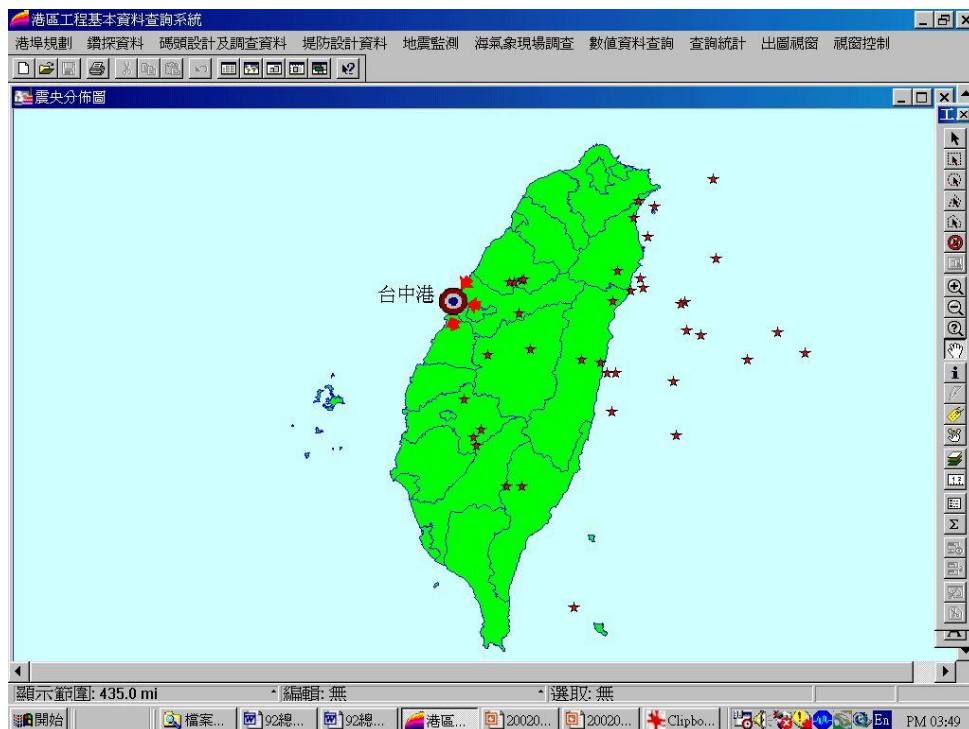 港區工程基本資料查詢系統
港埠規劃 鑽探資料 碼頭設計及調查資料 堤防設計資料 地震監測 海氣象現場調查 數值資料查詢 查詢統計 出圖視窗 視窗控制
震央分佈圖
工
台中港
顯示範圍: 435.0 mi 編輯: 無 選取: 無
開始 檔案... 92總... 92總... 港區... 20020... 20020... Clipbo... En PM 03:49